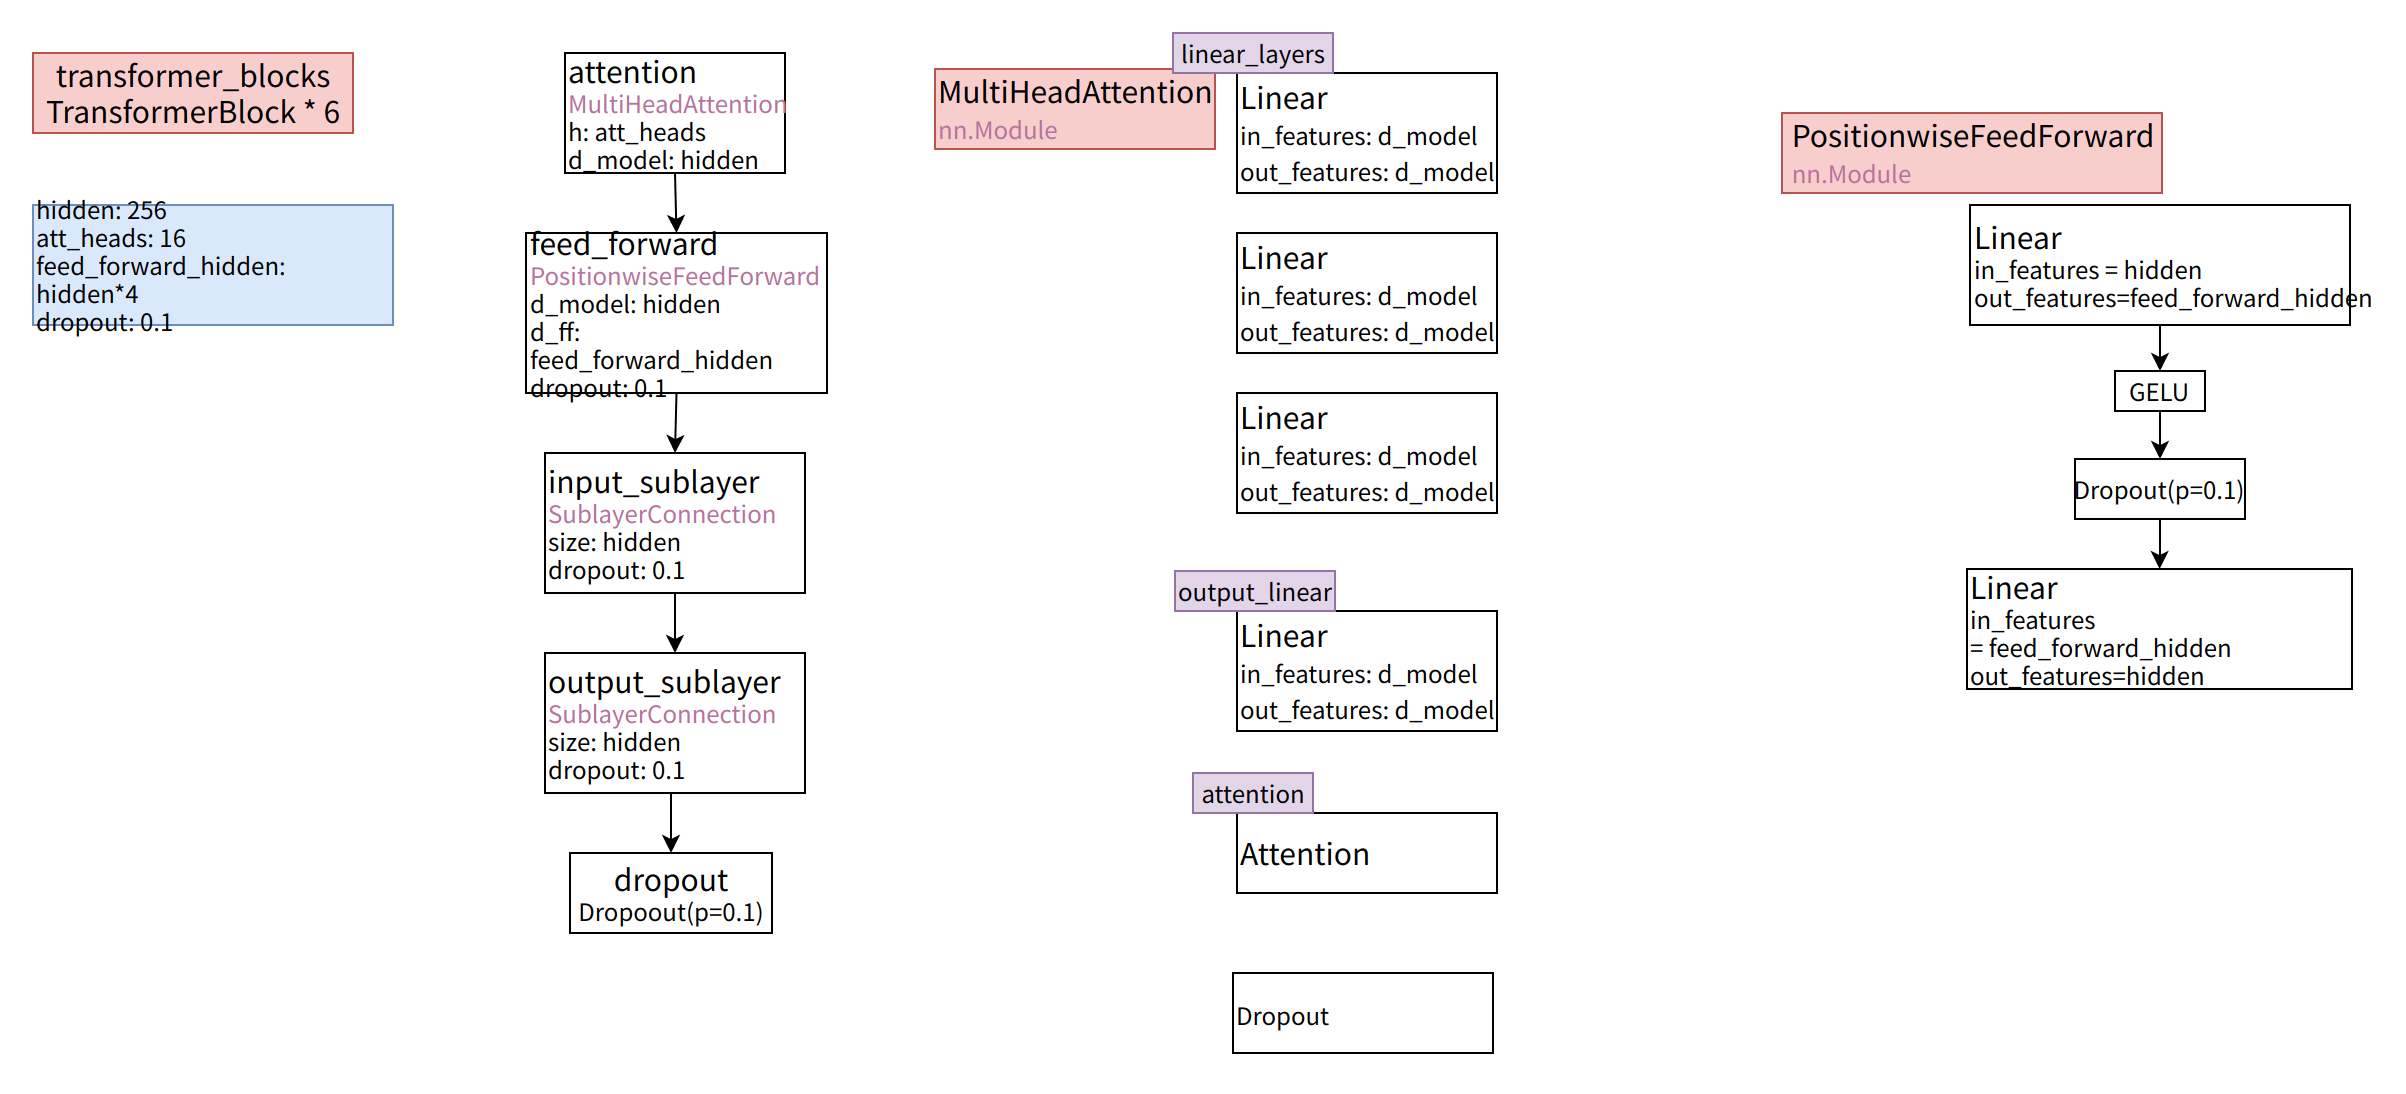 transformer_blocks
TransformerBlock * 6
hidden: 256
att_heads: 16
feed_forward_hidden:
hidden*4
dropout: 0.1
attention
MultiHeadAttention
h: att_heads
d_model: hidden
feed_forward
PositionwiseFeedForward
d_model: hidden
d_ff:
feed_forward_hidden
dropout: 0.1
input_sublayer
SublayerConnection
size: hidden
dropout: 0.1
output_sublayer
SublayerConnection
size: hidden
dropout: 0.1
dropout
Dropoout(p=0.1)
MultiHeadAttention
nn.Module
linear_layers
Linear
in_features: d_model
out_features: d_model
Linear
in_features: d_model
out_features: d_model
Linear
in_features: d_model
out_features: d_model
output_linear
Linear
in_features: d_model
out_features: d_model
attention
Attention
Dropout
PositionwiseFeedForward
nn.Module
Linear
in_features = hidden
out_features=feed_forward_hidden
GELU
Dropout(p=0.1)
Linear
in_features
= feed_forward_hidden
out_features=hidden